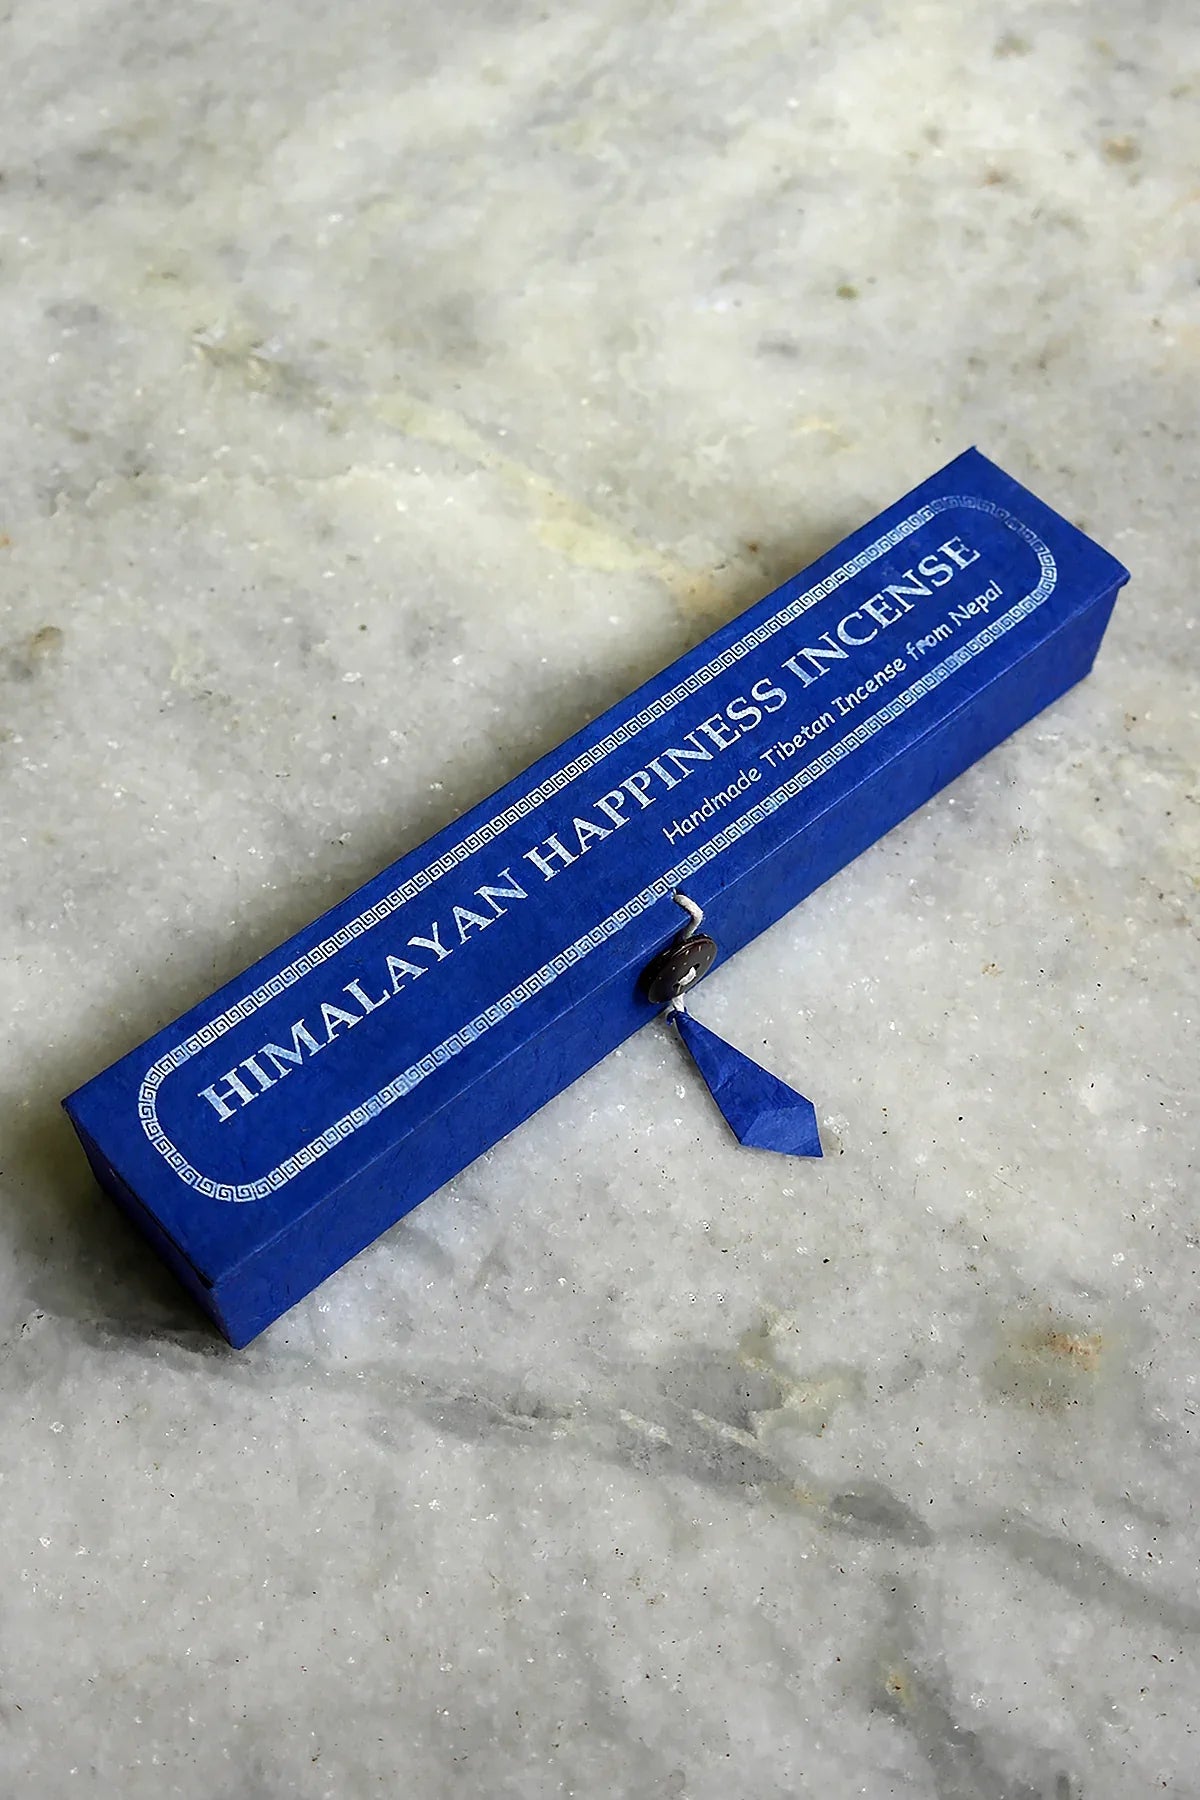 HIMALAYAN HAPPINESS INCENSE
Handmade Tibetan Incense from Nepal